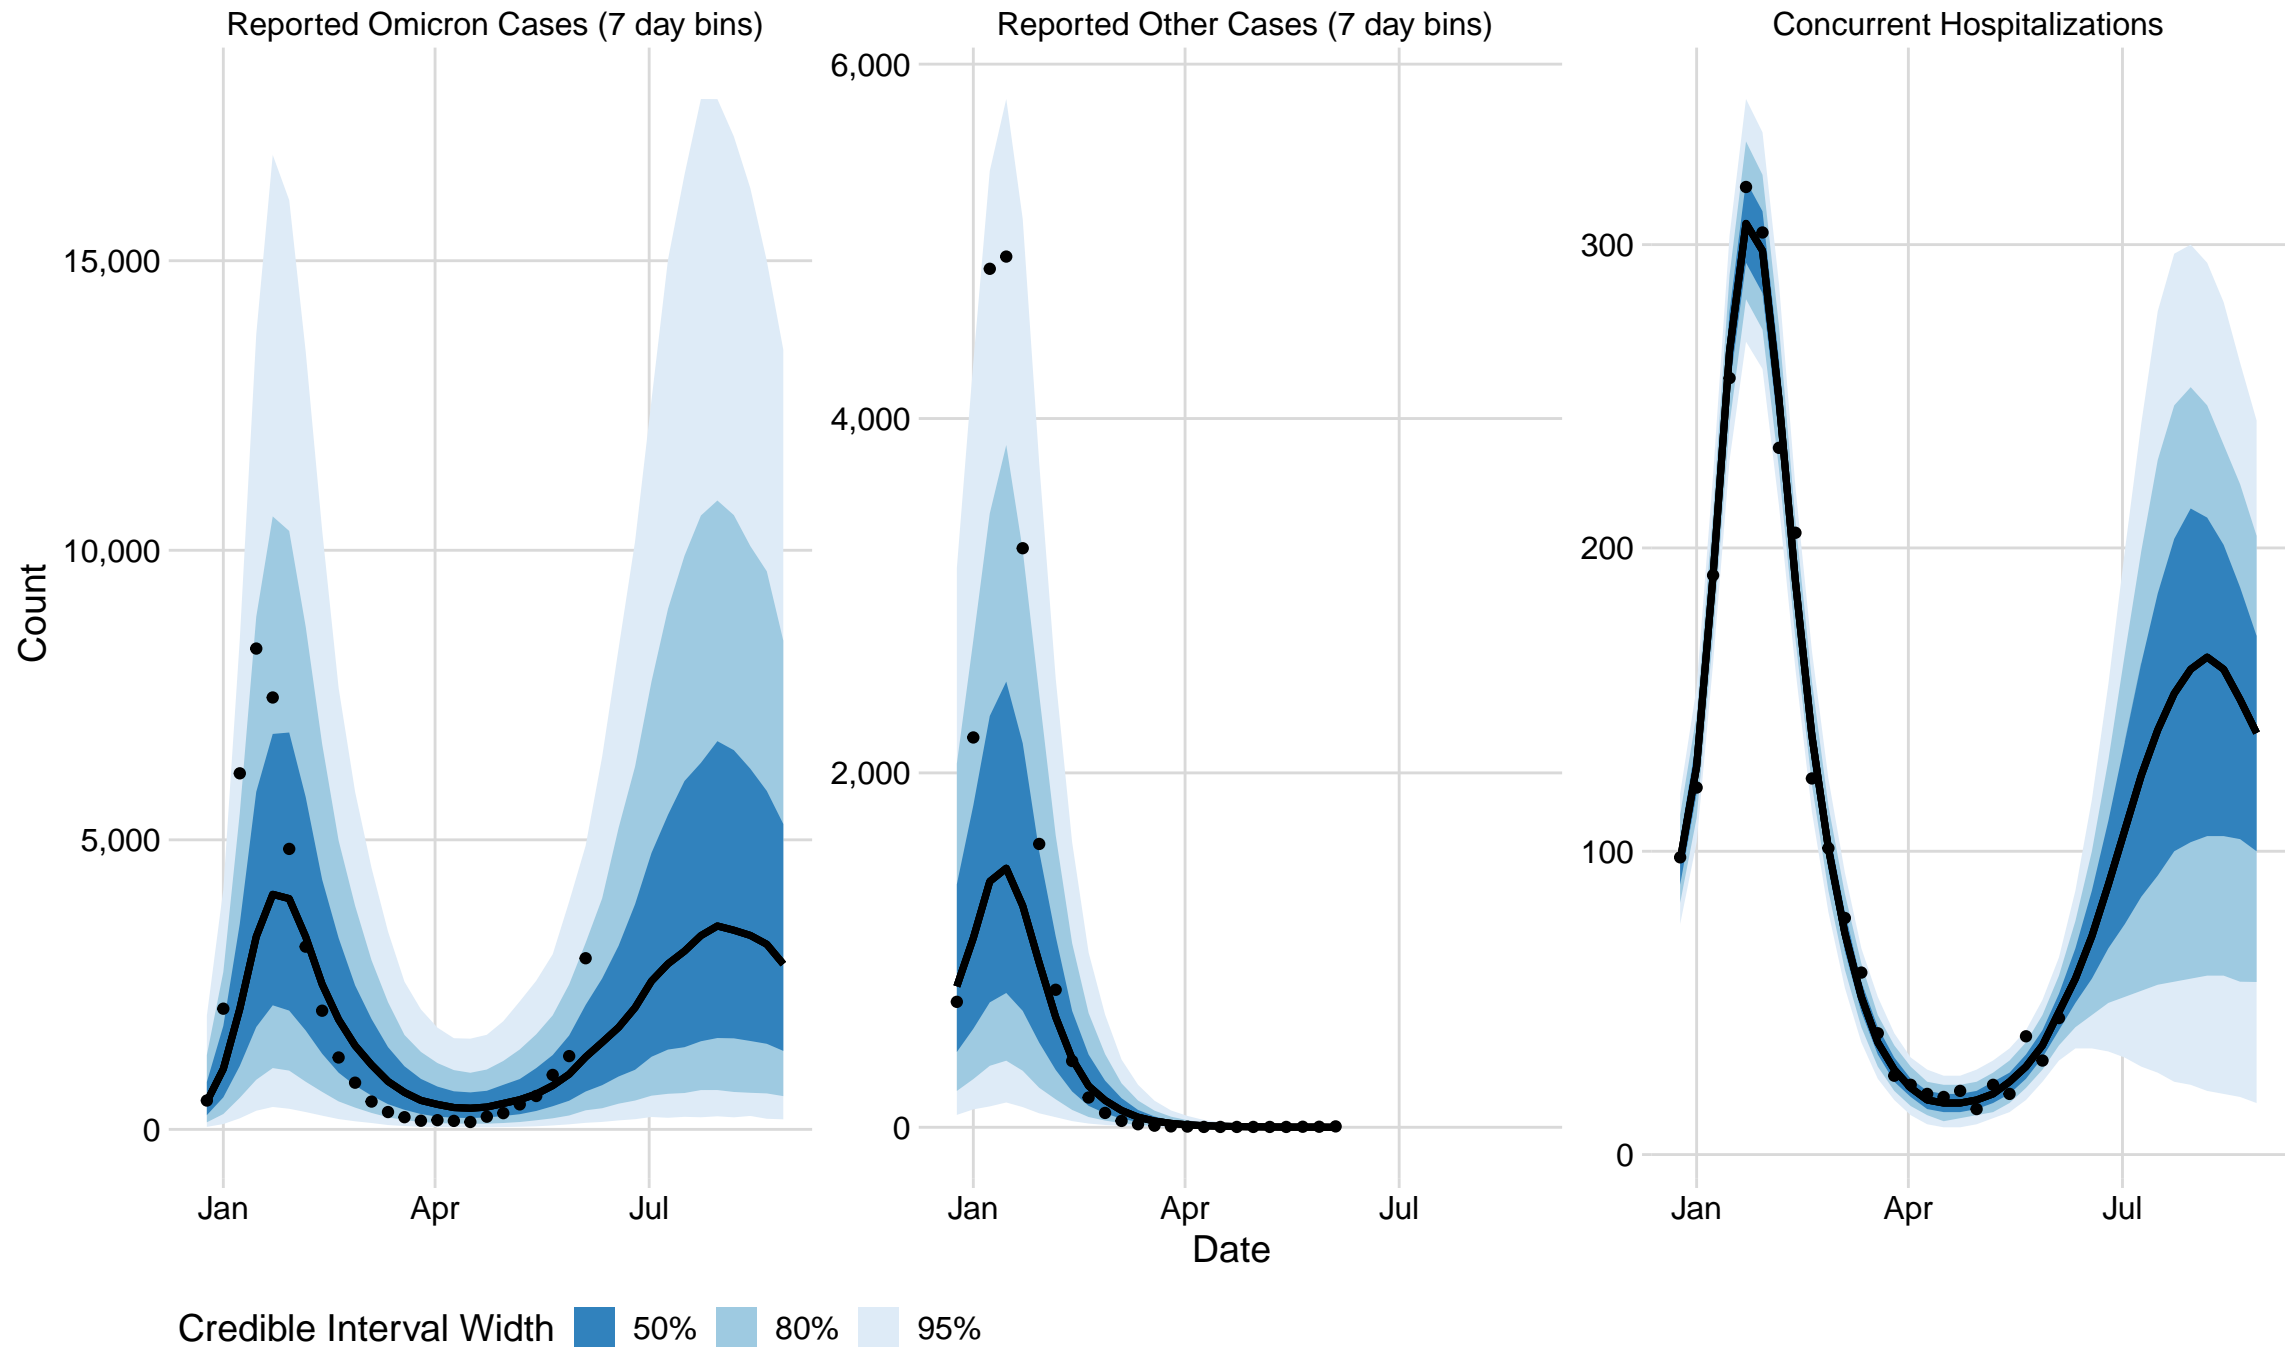 Reported Omicron Cases (7 day bins)
Reported Other Cases (7 day bins)
Concurrent Hospitalizations
Count
15,000
10,000
5,000
0
Jan
Apr
Jul
6,000
4,000
2,000
0
Jan
Apr
Jul
300
200
100
0
Jan
Apr
Jul
Date
Credible Interval Width 50% 80% 95%